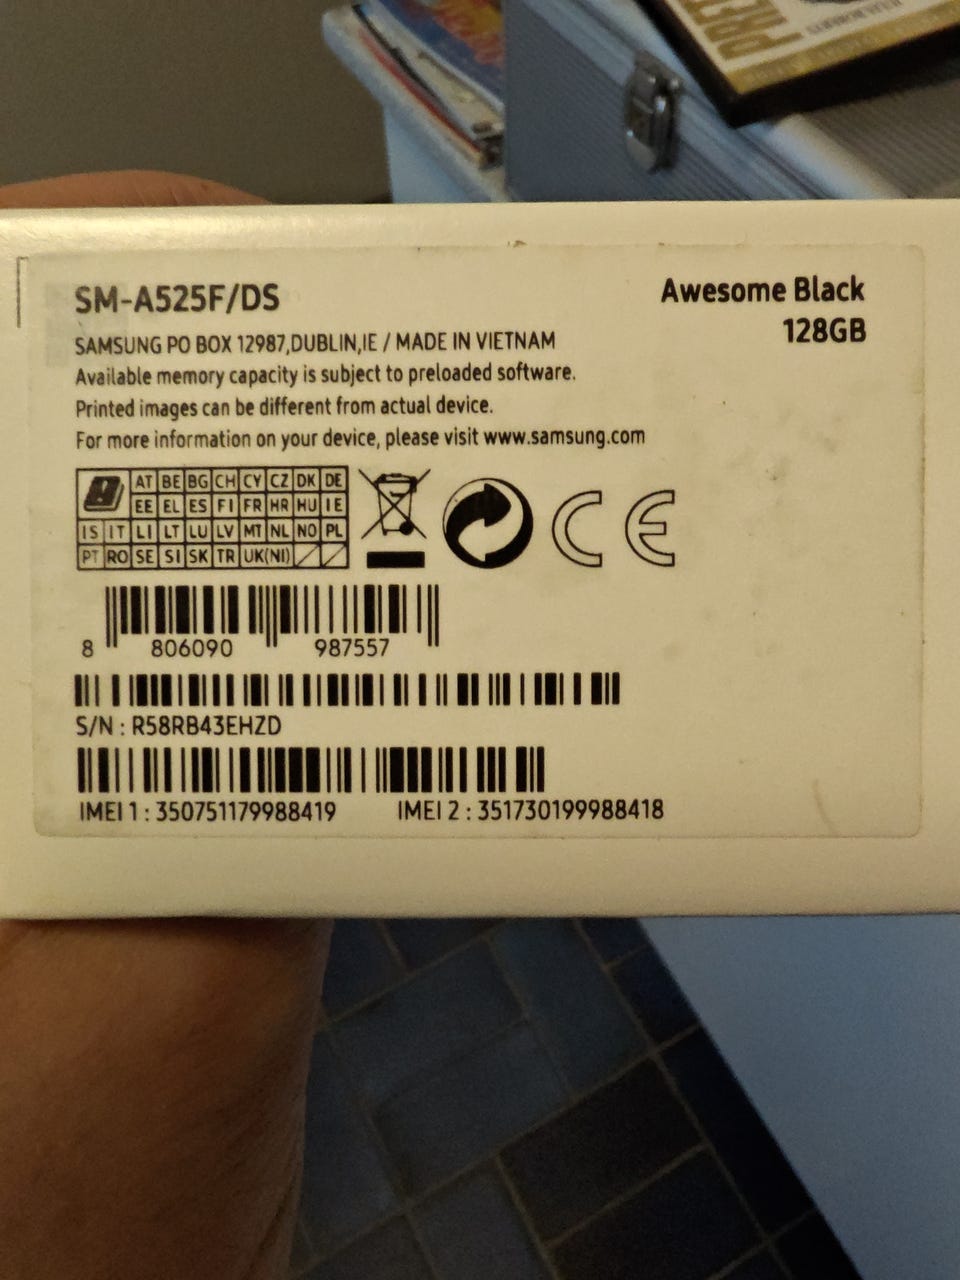 PRETT
JULIA ROBERTS
SM-A525F/DS
Awesome Black
128GB
SAMSUNG PO BOX 12987,DUBLIN,IE / MADE IN VIETNAM
Available memory capacity is subject to preloaded software.
Printed images can be different from actual device.
For more information on your device, please visit www.samsung.com
AT BE BG CH CY CZ DK DE
EE EL ES FI FR HR HU IE
IS IT LI LT LU LV MT NL NO PL
PT RO SE SI SK TR UK(NI)
CE
8 806090 987557
S/N : R58RB43EHZD
IMEI 1 : 350751179988419 IMEI 2 : 351730199988418